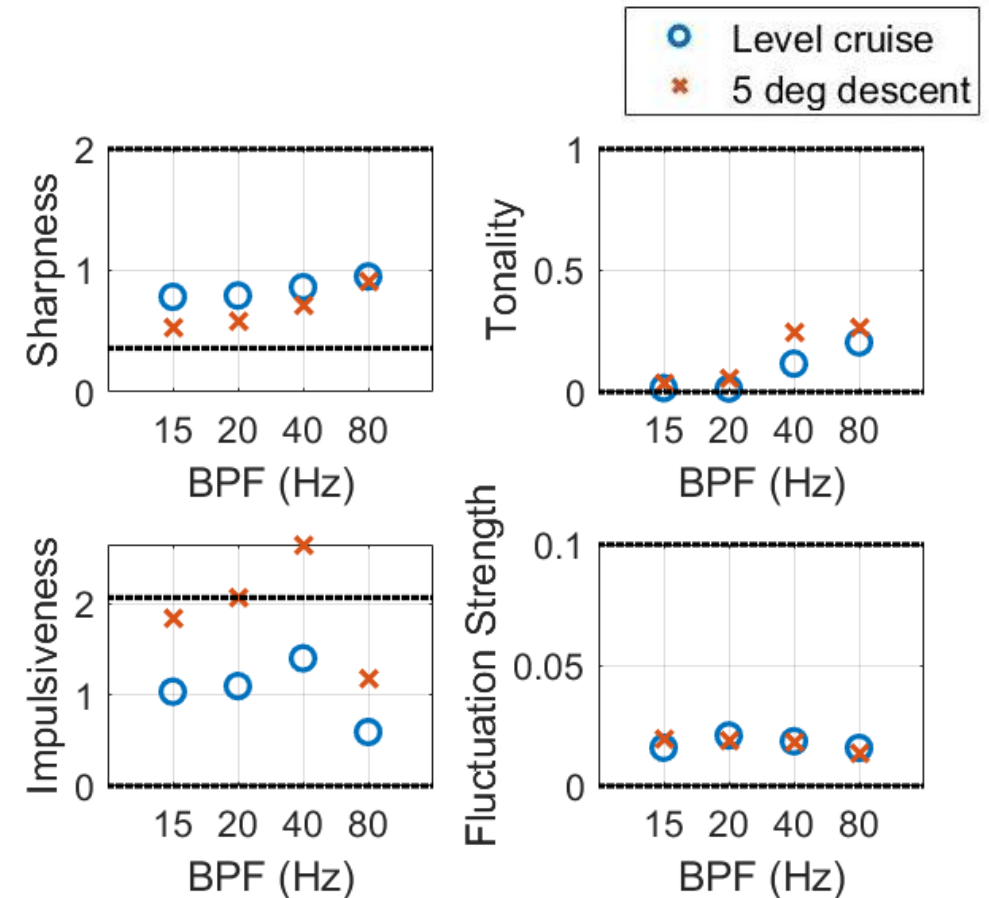 Level cruise
5 deg descent
Sharpness
2
1
0
15 20 40 80
BPF (Hz)
Tonality
1
0.5
0
15 20 40 80
BPF (Hz)
Impulsiveness
2
1
0
15 20 40 80
BPF (Hz)
Fluctuation Strength
0.1
0.05
0
15 20 40 80
BPF (Hz)